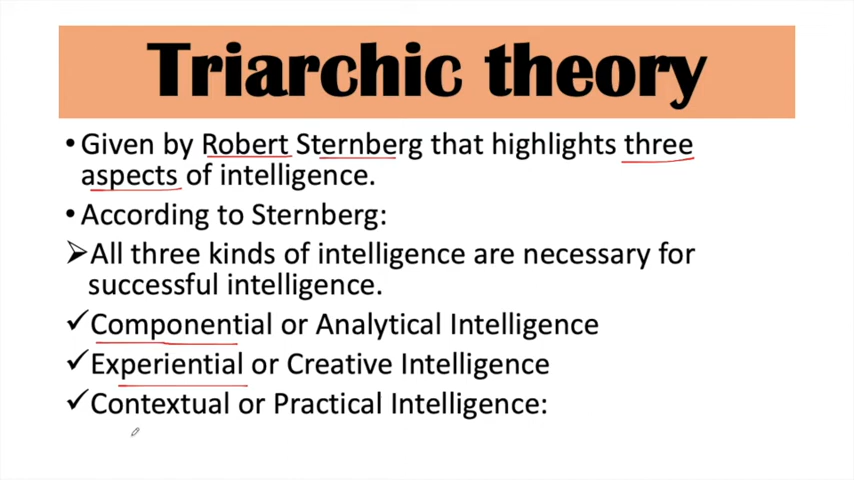 Triarchic theory
•Given by Robert Sternberg that highlights three
aspects of intelligence.
•According to Sternberg:
➢All three kinds of intelligence are necessary for
successful intelligence.
✓Componential or Analytical Intelligence
✓Experiential or Creative Intelligence
✓Contextual or Practical Intelligence: